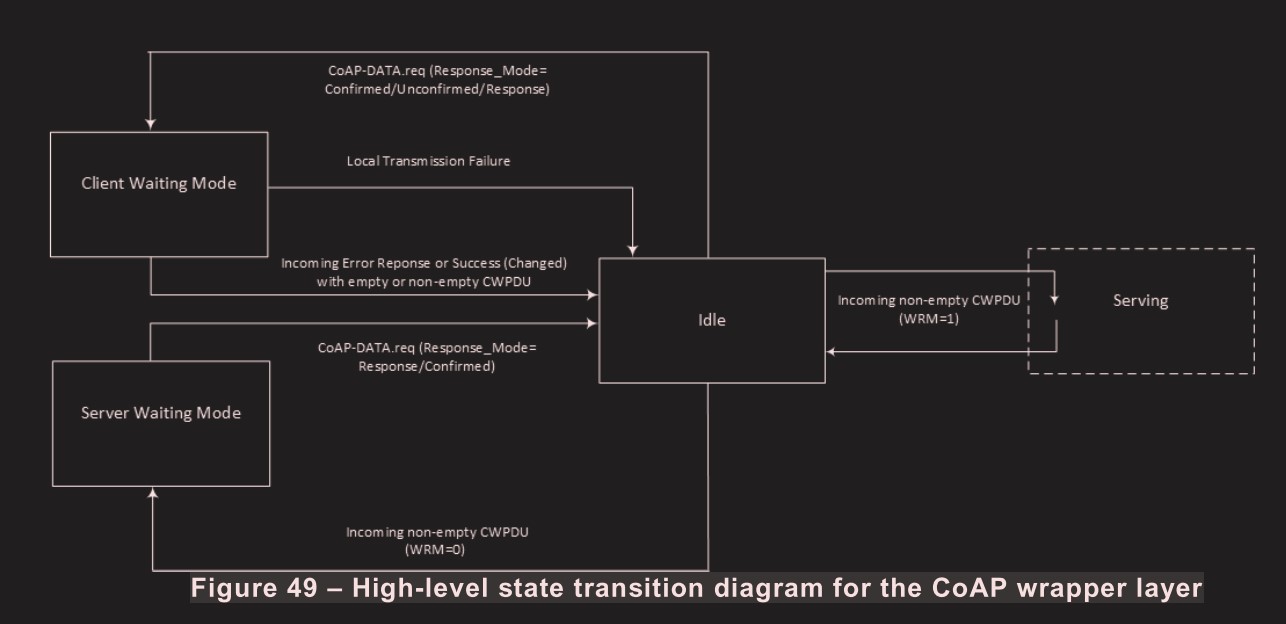 CoAP-DATA.req (Response_Mode=
Confirmed/Unconfirmed/Response)
Client Waiting Mode
Local Transmission Failure
Incoming Error Reponse or Success (Changed)
with empty or non-empty CWPDU
Idle
Incoming non-empty CWPDU
(WRM=1)
Serving
CoAP-DATA.req (Response_Mode=
Response/Confirmed)
Server Waiting Mode
Incoming non-empty CWPDU
(WRM=0)
Figure 49 – High-level state transition diagram for the CoAP wrapper layer